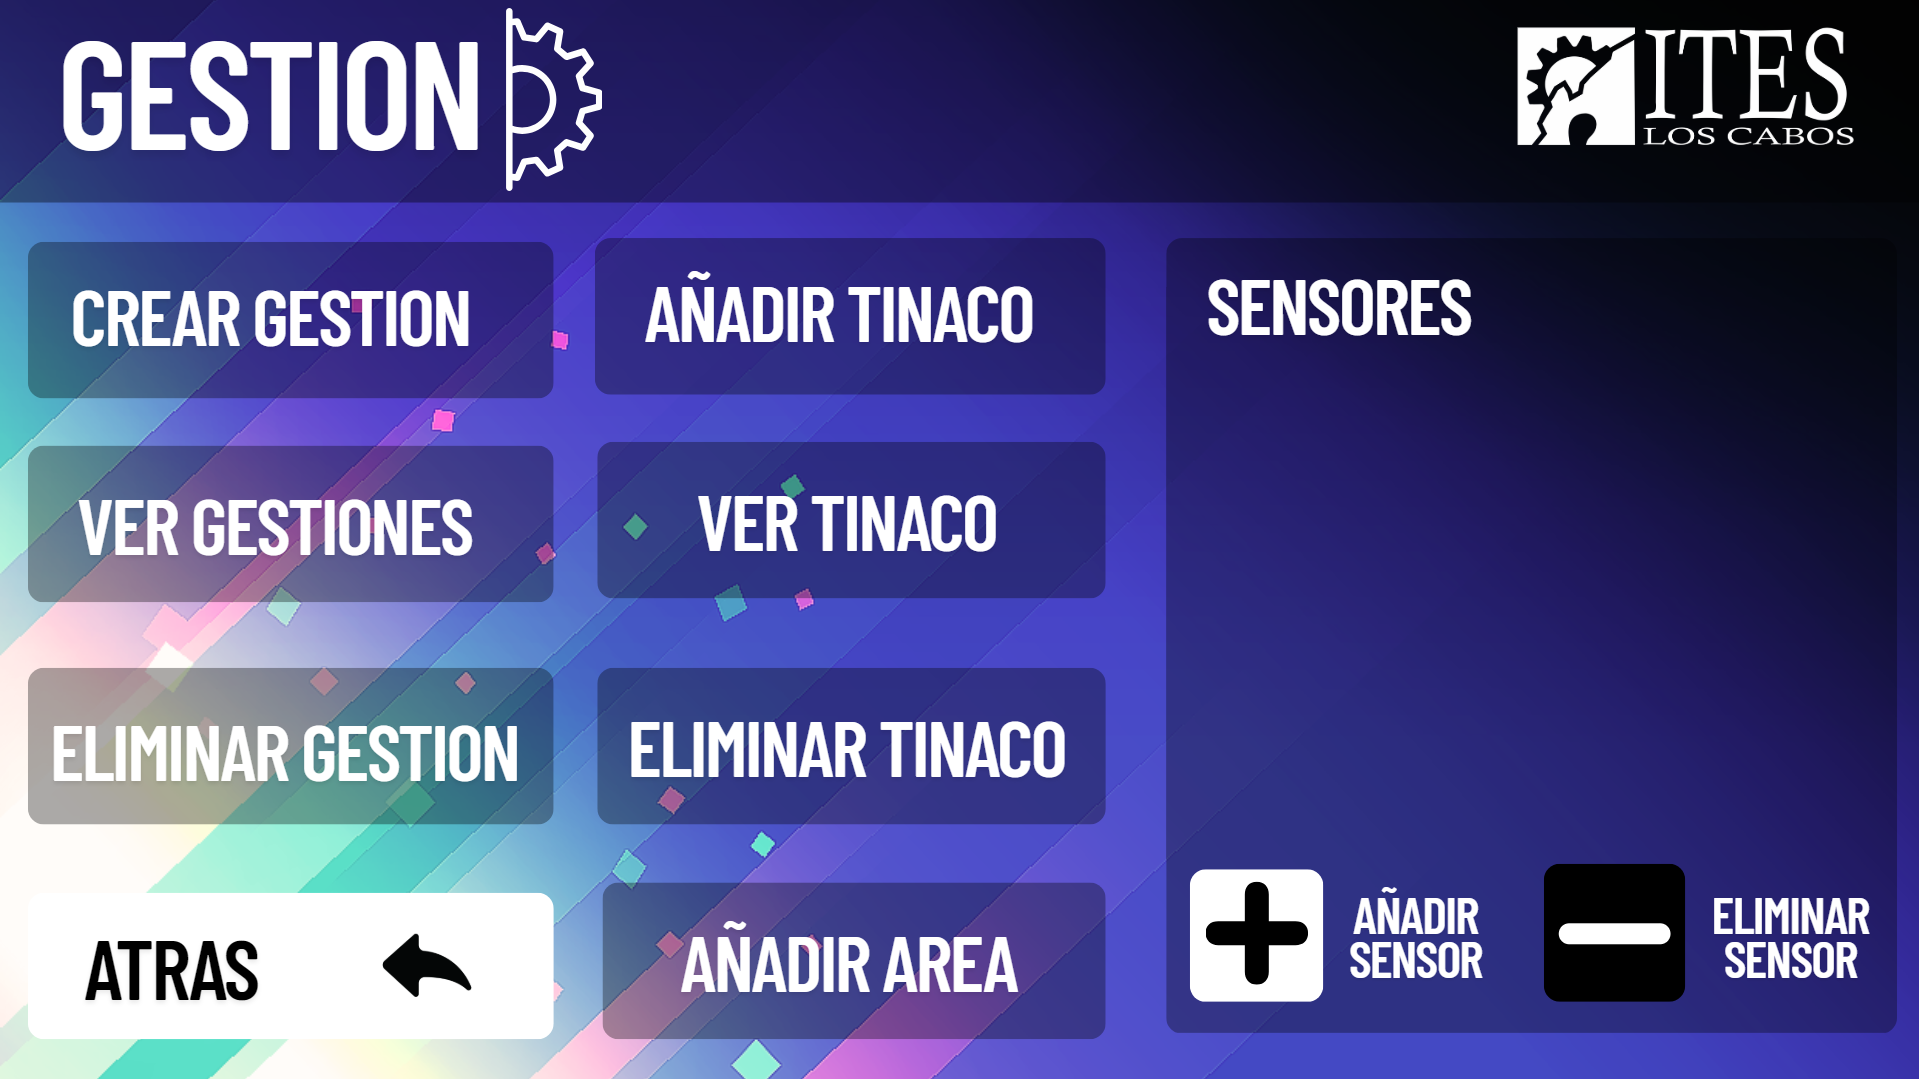 GESTION
ITES
LOS CABOS
CREAR GESTION
AÑADIR TINACO
SENSORES
VER GESTIONES
VER TINACO
ELIMINAR GESTION
ELIMINAR TINACO
ATRAS
AÑADIR AREA
AÑADIR
SENSOR
ELIMINAR
SENSOR